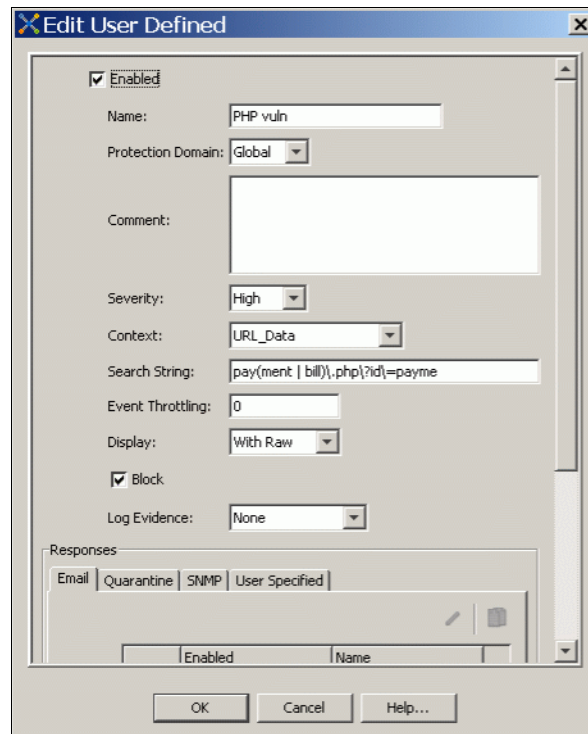 Edit User Defined
Enabled
Name: PHP vuln
Protection Domain: Global
Comment:
Severity: High
Context: URL_Data
Search String: pay(ment | bill)\.php\?id\=payme
Event Throttling: 0
Display: With Raw
Block
Log Evidence: None
Responses
Email Quarantine SNMP User Specified
Enabled Name
OK Cancel Help...